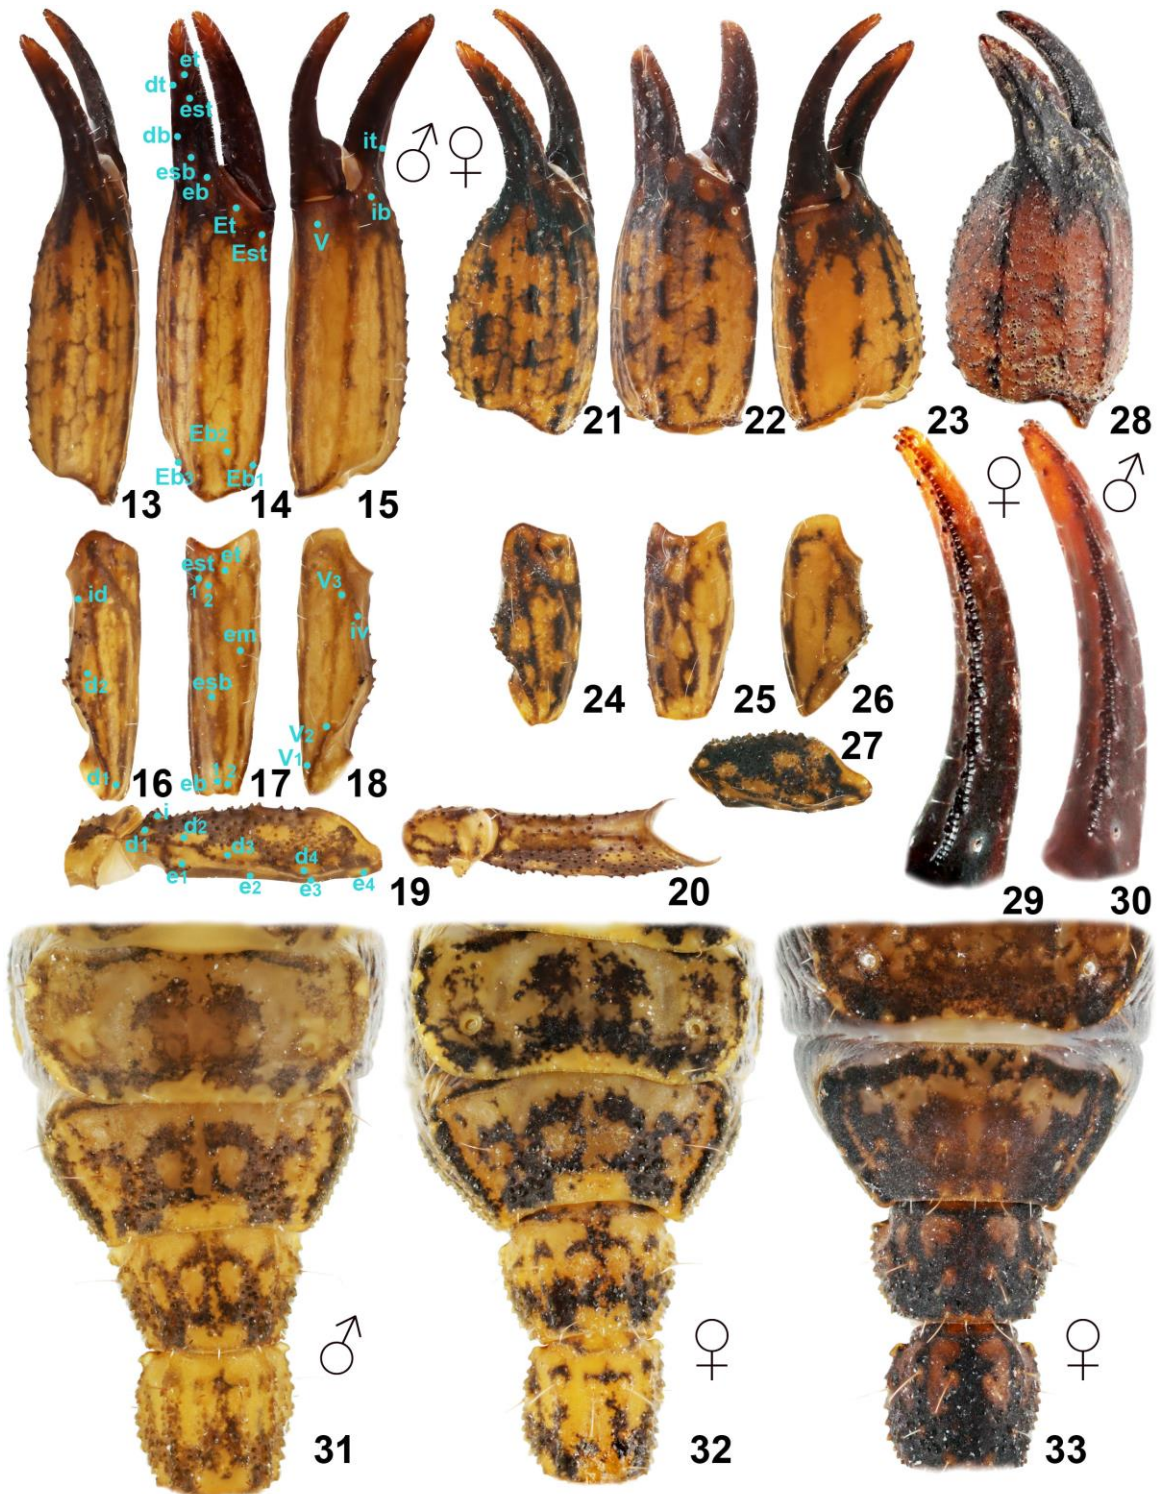 et
dt
est
db
esb
eb
Et
Est
Eb2
Eb3
Eb1
it
ib
V
♂ ♀
13
14
15
21
22
23
28
id
d2
d1
est
1 2
et
em
esb
eb 1 2
V3
iv
V2
V1
16
17
18
24
25
26
27
♀
♂
29
30
i
d1
d2
d3
d4
e1
e2
e3
e4
19
20
♂
31
♀
32
♀
33